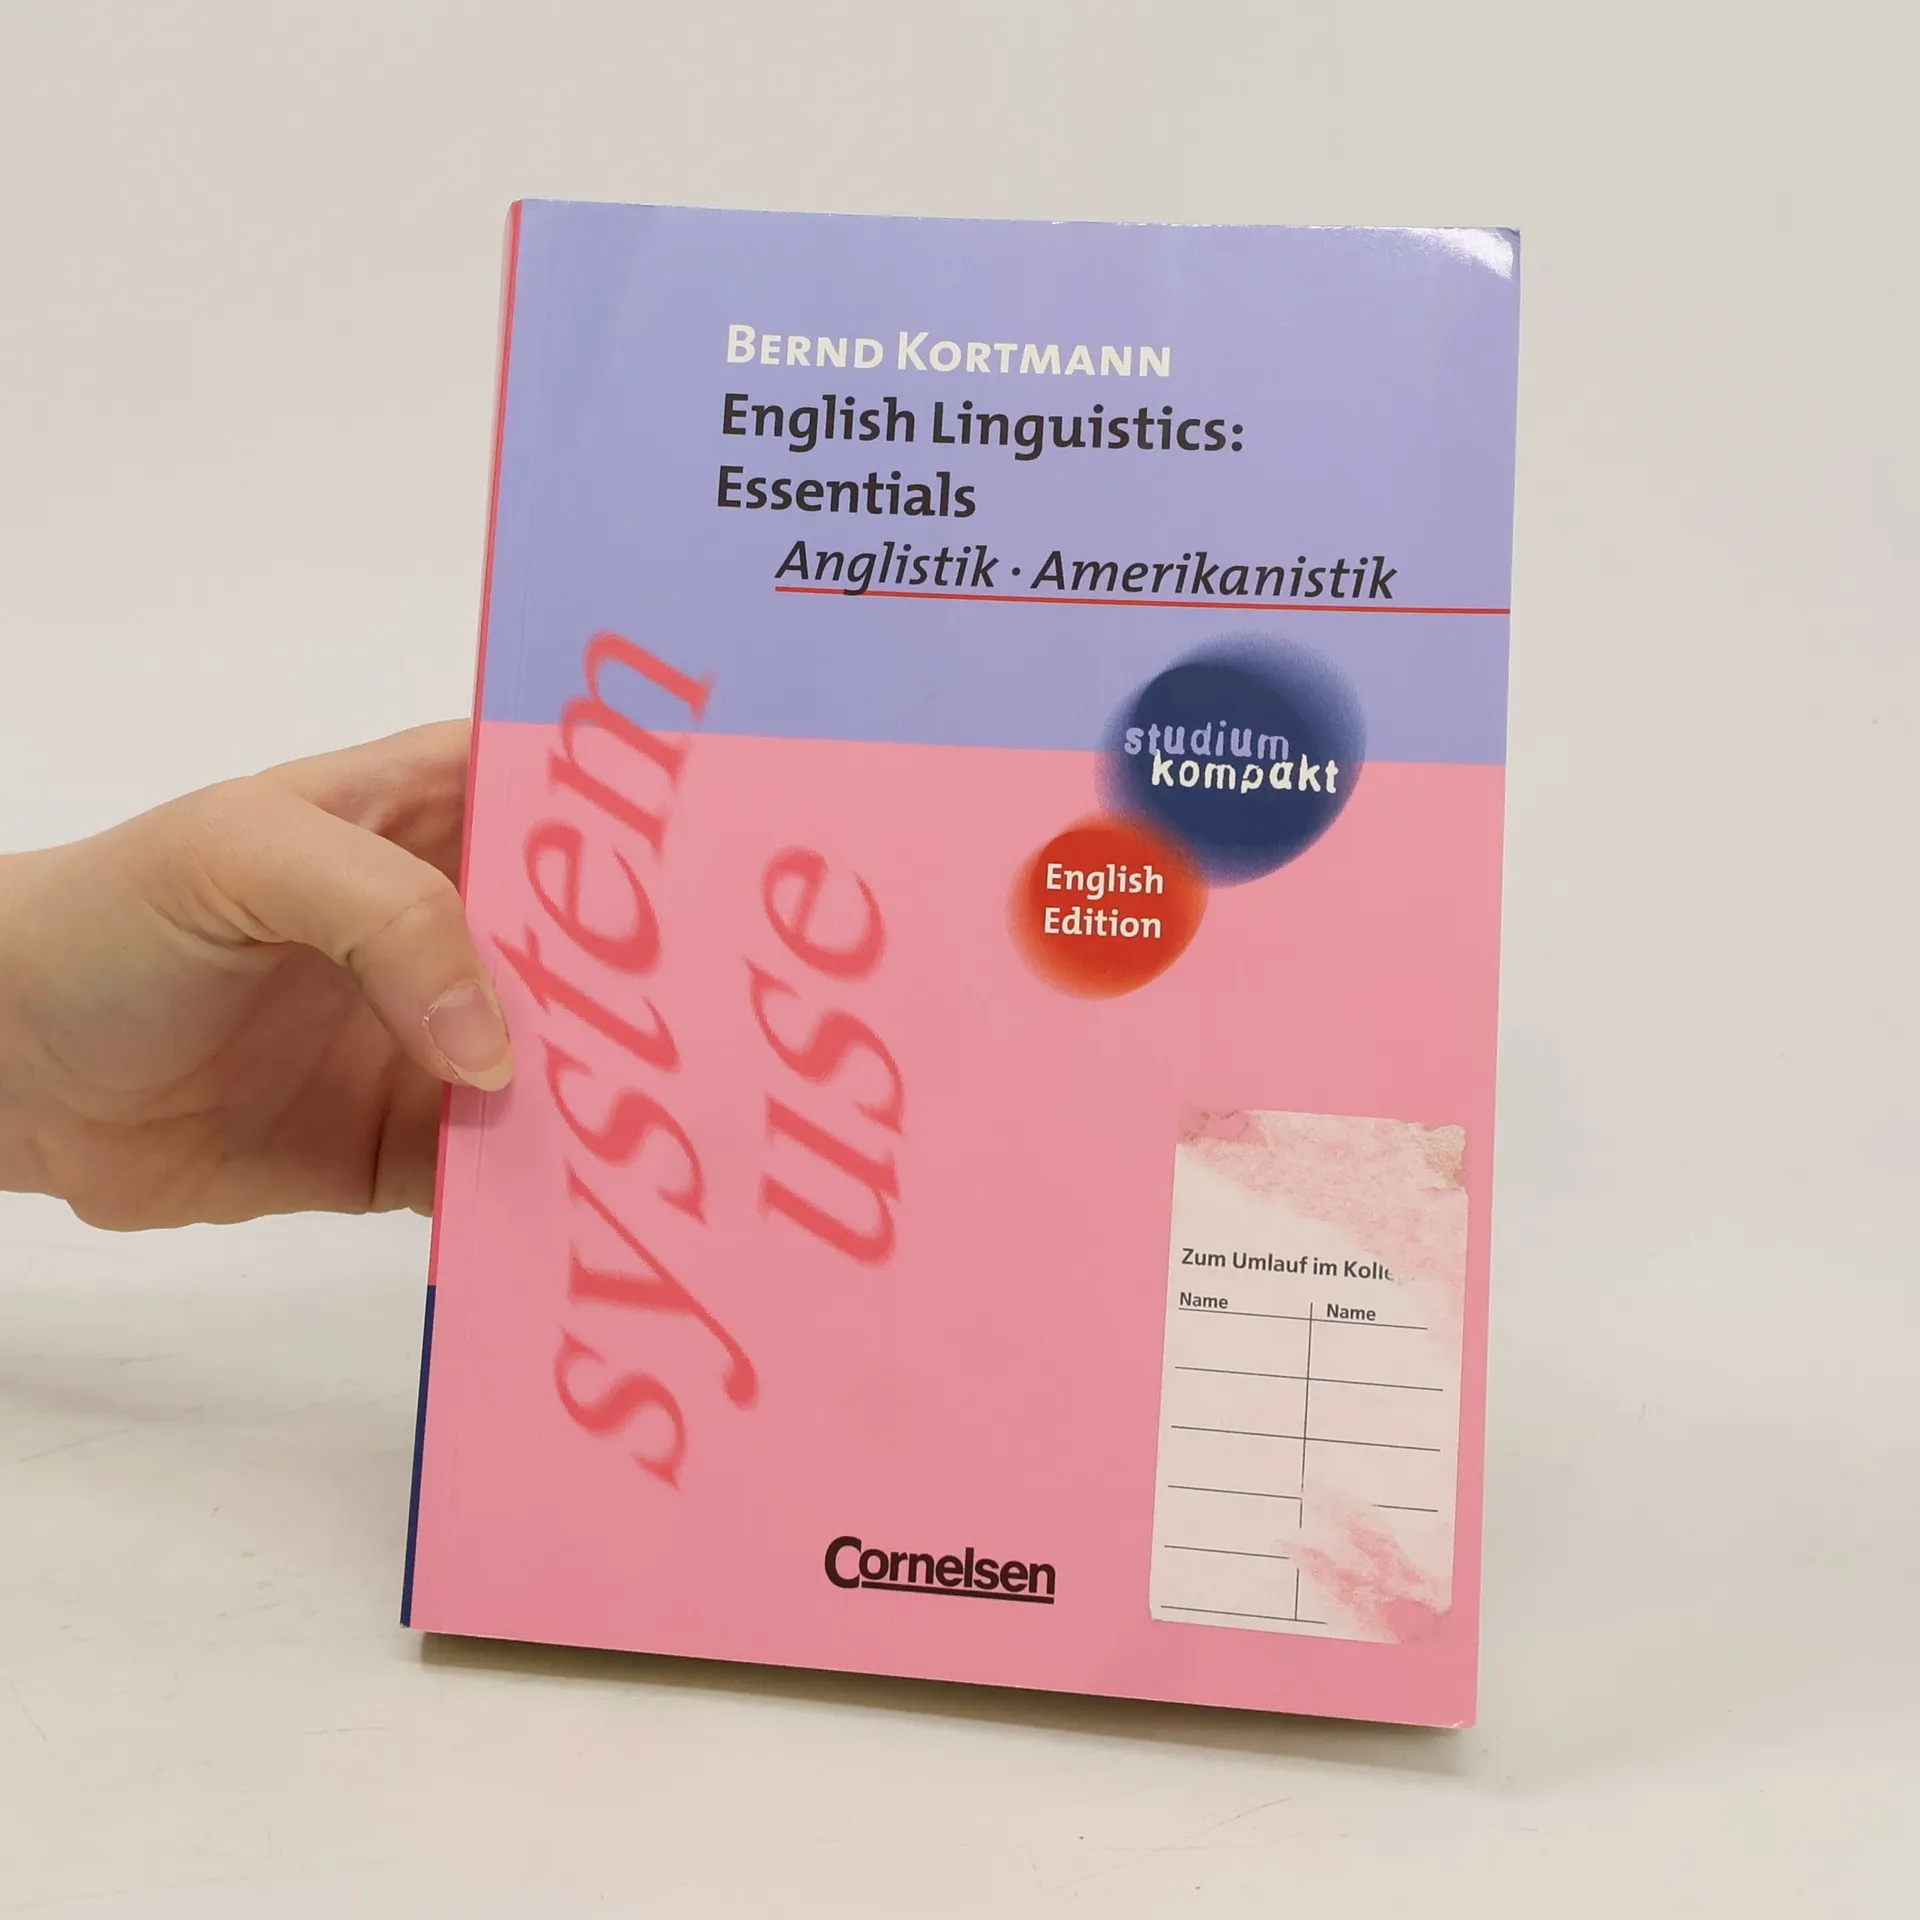 BERND KORTMANN
English Linguistics:
Essentials
Anglistik · Amerikanistik
studium
kompakt
English
Edition
system
use
Zum Umlauf im
Name Name
Cornelsen